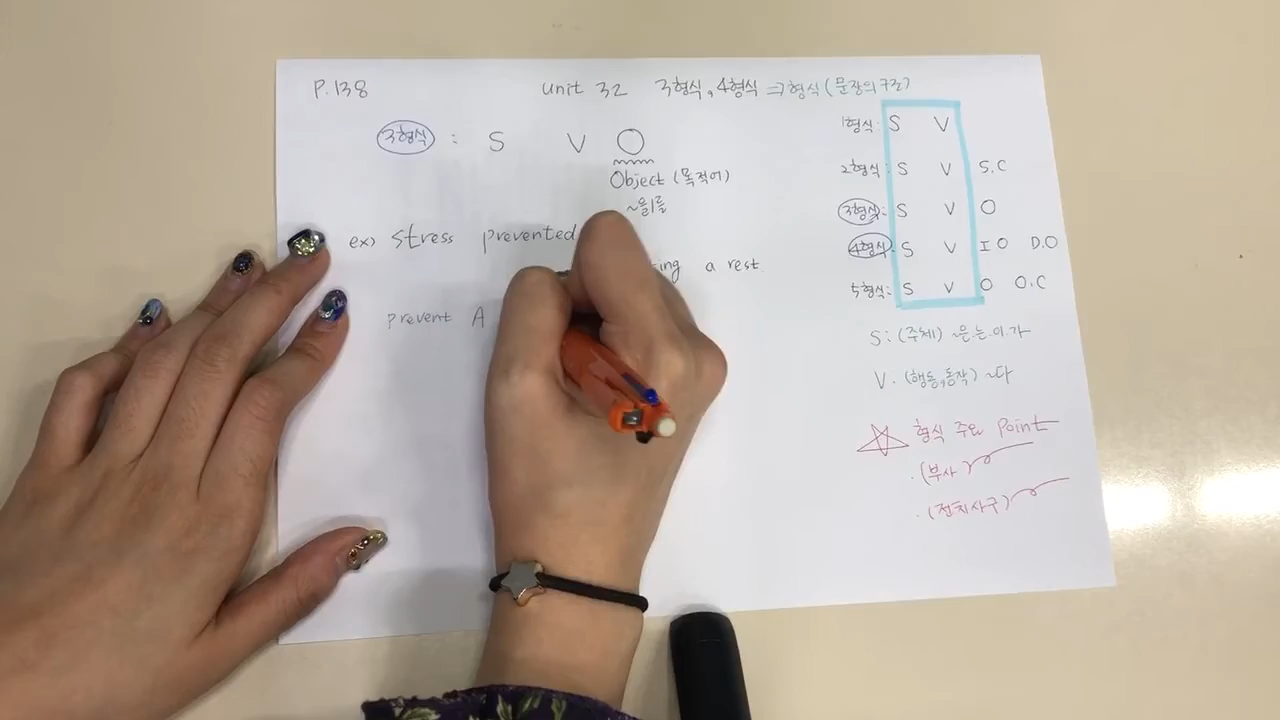 P.138
unit 32 3형식, 4형식 ⇒ 형식 (문장의 구조)
3형식 : S V O
Object (목적어)
~을/를
ex) stress prevented
a rest.
prevent A
1형식: S V
2형식: S V S.C
3형식: S V O
4형식: S V I.O D.O
5형식: S V O O.C
S: (주체) ~은.는.이.가
V. (행동,동작) ~다
☆ 형식 주요 Point
. (부사)
. (전치사구)